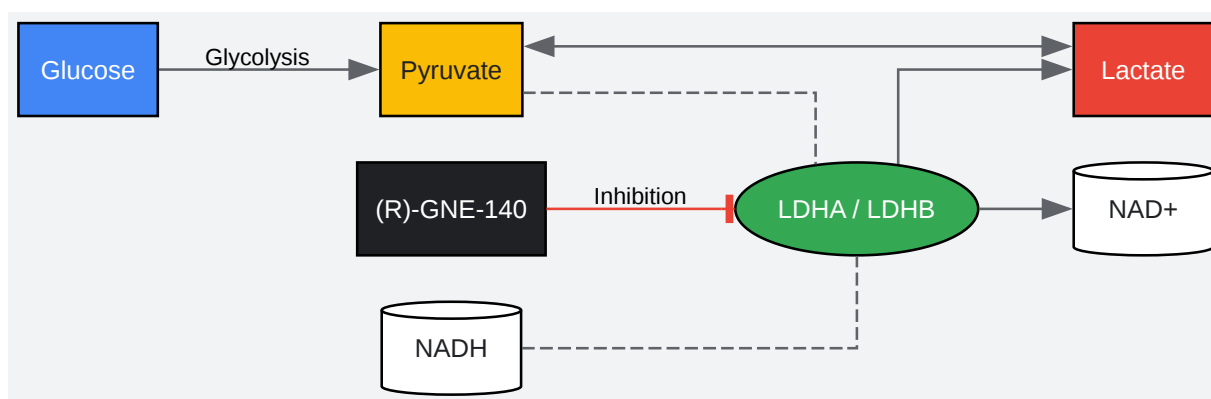 Glucose
Glycolysis
Pyruvate
Lactate
(R)-GNE-140
Inhibition
LDHA / LDHB
NAD+
NADH